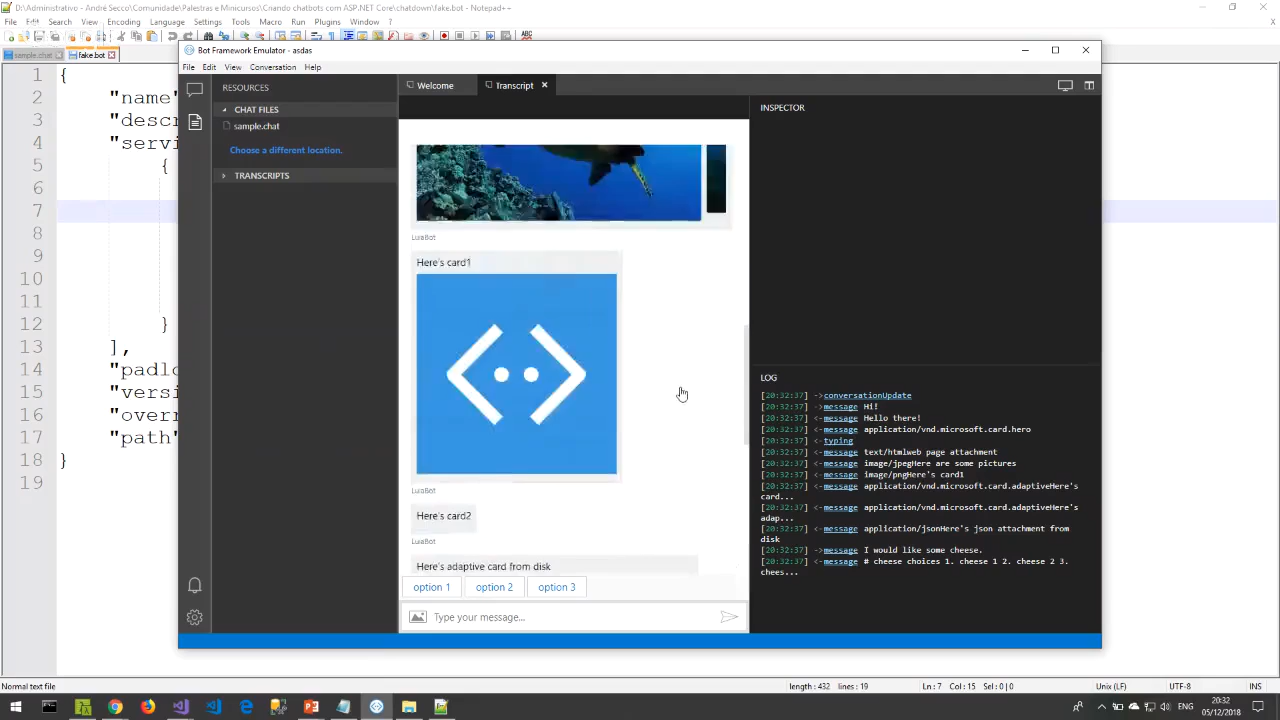 D:\Administrativo - André Secco\Comunidade\Palestras e Minicursos\Criando chatbots com ASP.NET Core\chatdown\fake.bot - Notepad++
File Edit Search View Encoding Language Settings Tools Macro Run Plugins Window ?
sample.chat fake.bot
1 {
2 "name"
3 "descr
4 "servi
5 {
6
7
8
9
10
11
12 }
13 ],
14 "padlo
15 "versi
16 "overr
17 "path"
18 }
19
Bot Framework Emulator - asdas
File Edit View Conversation Help
RESOURCES
CHAT FILES
sample.chat
Choose a different location.
TRANSCRIPTS
Welcome Transcript
LuisBot
Here's card1
LuisBot
Here's card2
LuisBot
Here's adaptive card from disk
option 1 option 2 option 3
Type your message...
INSPECTOR
LOG
[20:32:37] ->conversationUpdate
[20:32:37] ->message Hi!
[20:32:37] <-message Hello there!
[20:32:37] <-message application/vnd.microsoft.card.hero
[20:32:37] <-typing
[20:32:37] <-message text/htmlweb page attachment
[20:32:37] <-message image/jpegHere are some pictures
[20:32:37] <-message image/pngHere's card1
[20:32:37] <-message application/vnd.microsoft.card.adaptiveHere's
card...
[20:32:37] <-message application/vnd.microsoft.card.adaptiveHere's
adap...
[20:32:37] <-message application/jsonHere's json attachment from
disk
[20:32:37] ->message I would like some cheese.
[20:32:37] <-message # cheese choices 1. cheese 1 2. cheese 2 3.
chees...
Normal text file length : 432 lines : 19 Ln : 7 Col : 15 Sel : 0 | 0 Unix (LF) UTF-8 INS
ENG
20:32
05/12/2018